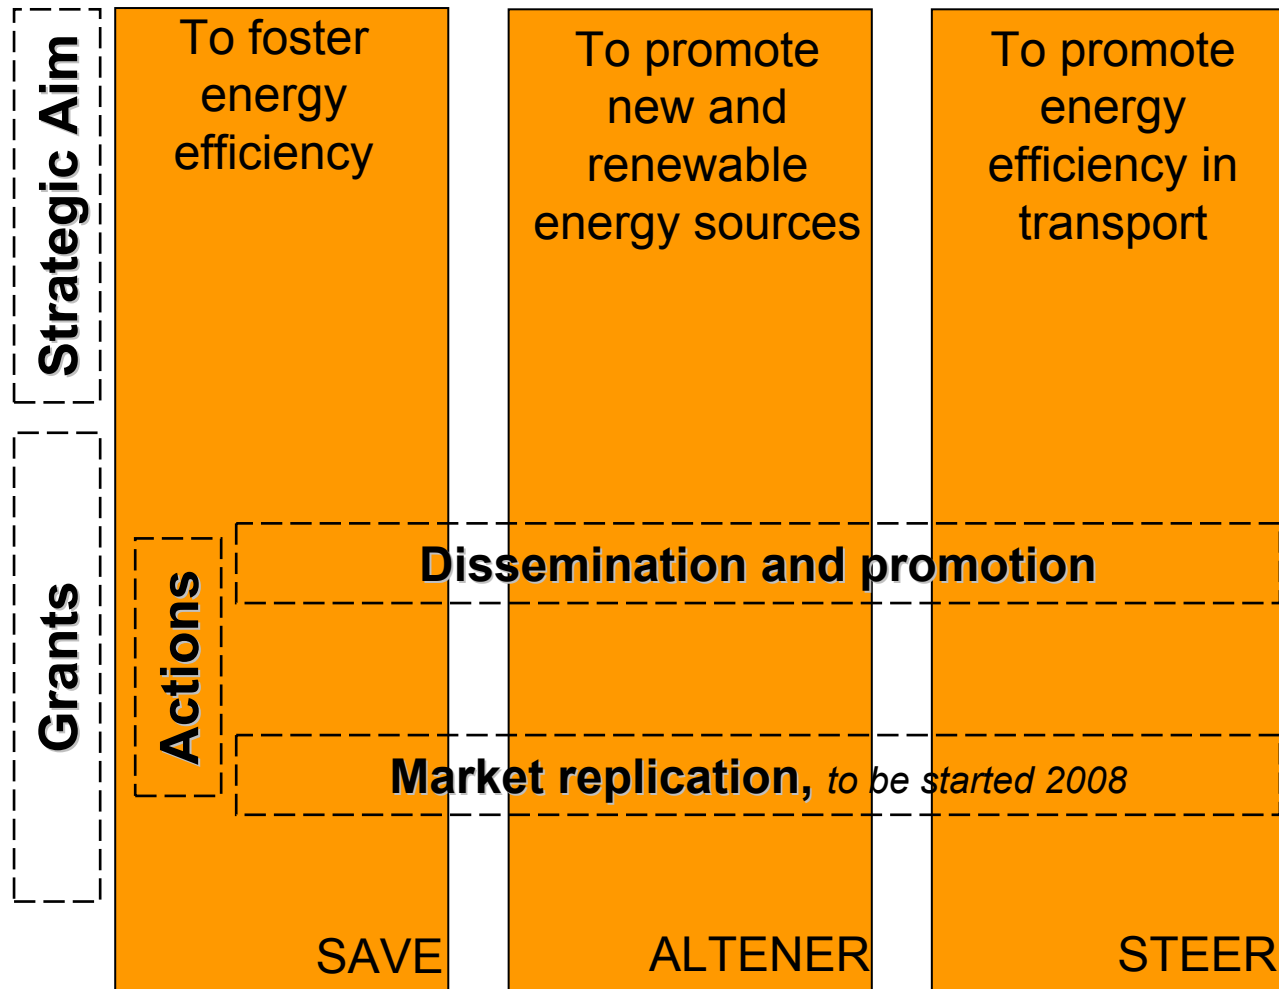 Strategic Aim
To foster
energy
efficiency
To promote
new and
renewable
energy sources
To promote
energy
efficiency in
transport
Grants
Actions
Dissemination and promotion
Market replication, to be started 2008
SAVE
ALTENER
STEER